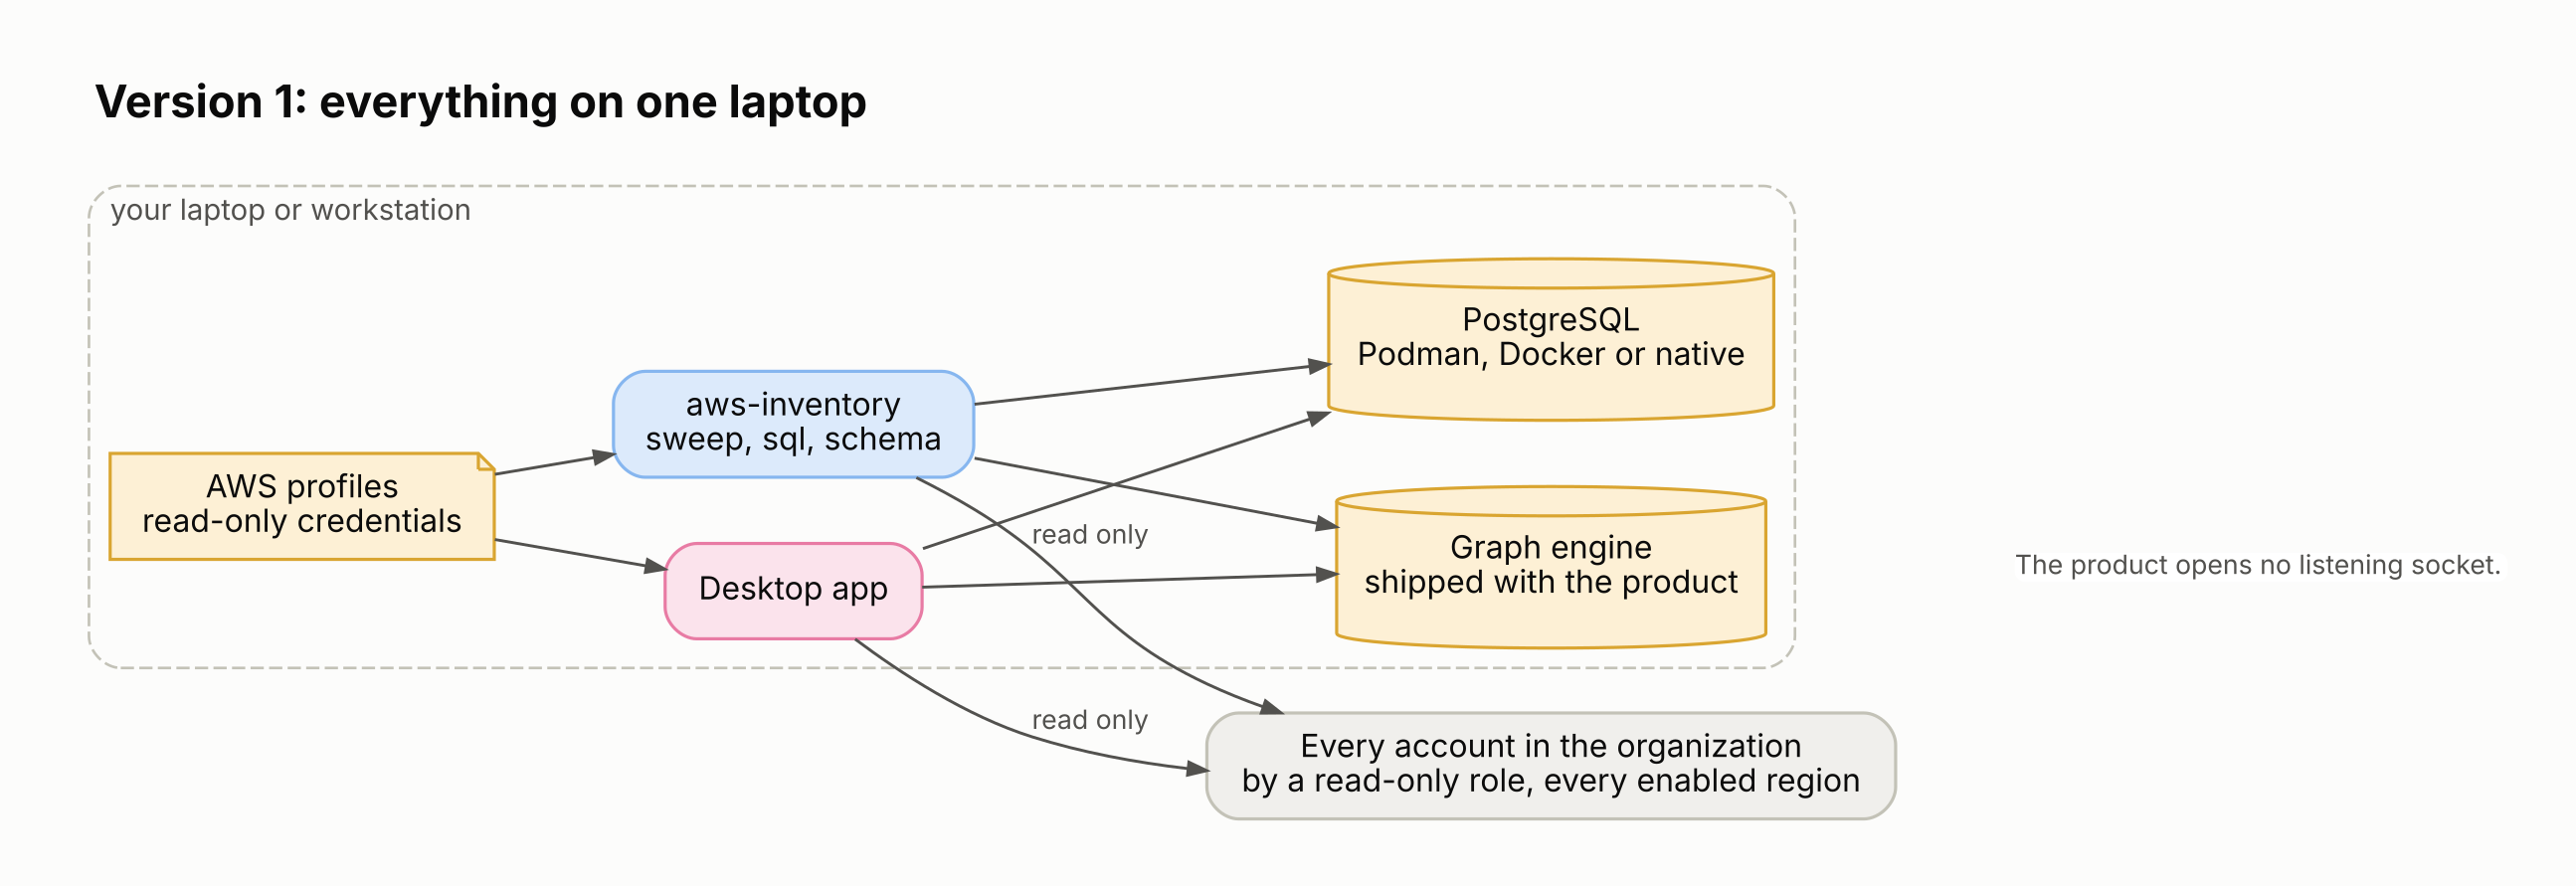 Version 1: everything on one laptop
your laptop or workstation
PostgreSQL
Podman, Docker or native
aws-inventory
sweep, sql, schema
AWS profiles
read-only credentials
read only
Graph engine
shipped with the product
The product opens no listening socket.
Desktop app
read only
Every account in the organization
by a read-only role, every enabled region